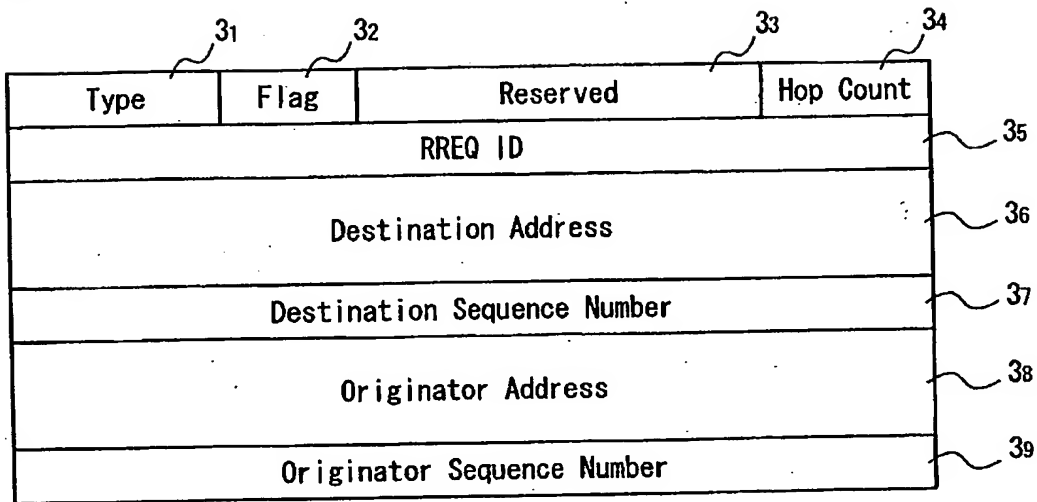 31 32 33 34
Type Flag Reserved Hop Count
RREQ ID 35
Destination Address 36
Destination Sequence Number 37
Originator Address 38
Originator Sequence Number 39